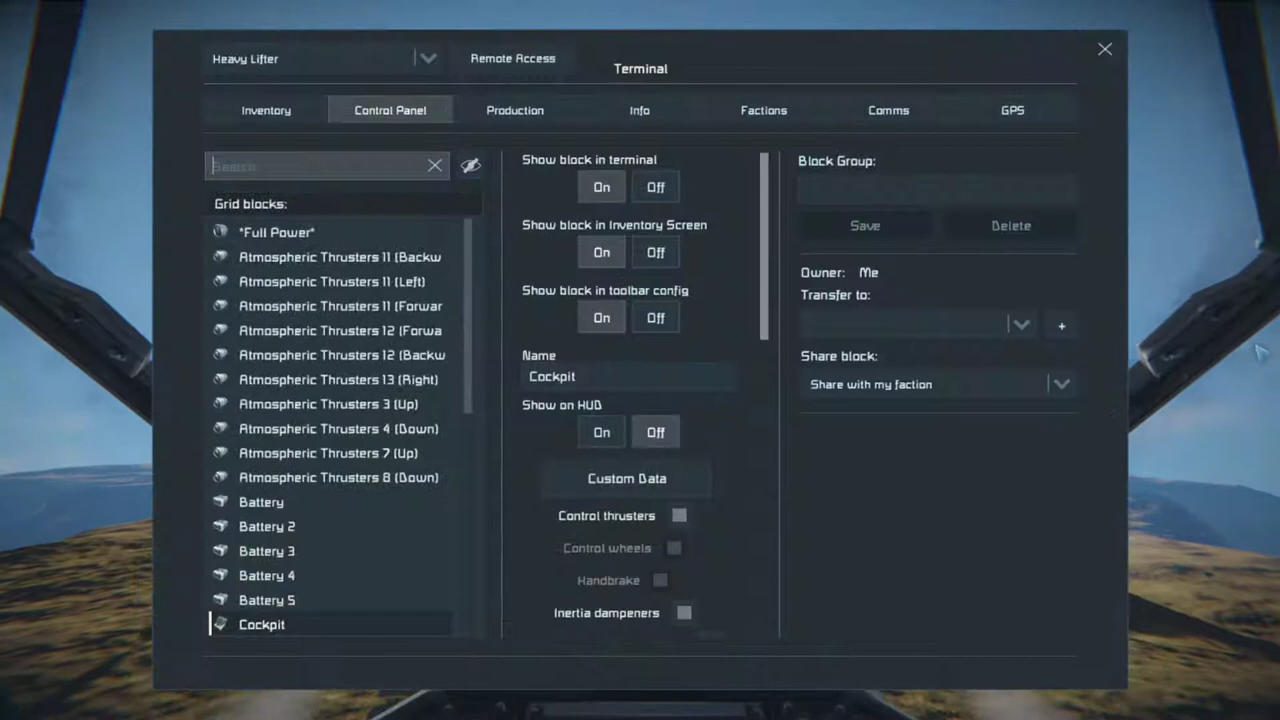 Heavy Lifter
Remote Access
Terminal
Inventory
Control Panel
Production
Info
Factions
Comms
GPS
Search...
Grid blocks:
*Full Power*
Atmospheric Thrusters 11 (Backw
Atmospheric Thrusters 11 (Left)
Atmospheric Thrusters 11 (Forwar
Atmospheric Thrusters 12 (Forwa
Atmospheric Thrusters 12 (Backw
Atmospheric Thrusters 13 (Right)
Atmospheric Thrusters 3 (Up)
Atmospheric Thrusters 4 (Down)
Atmospheric Thrusters 7 (Up)
Atmospheric Thrusters 8 (Down)
Battery
Battery 2
Battery 3
Battery 4
Battery 5
Cockpit
Show block in terminal
On Off
Show block in Inventory Screen
On Off
Show block in toolbar config
On Off
Name
Cockpit
Show on HUD
On Off
Custom Data
Control thrusters
Control wheels
Handbrake
Inertia dampeners
Block Group:
Save
Delete
Owner: Me
Transfer to:
+
Share block:
Share with my faction